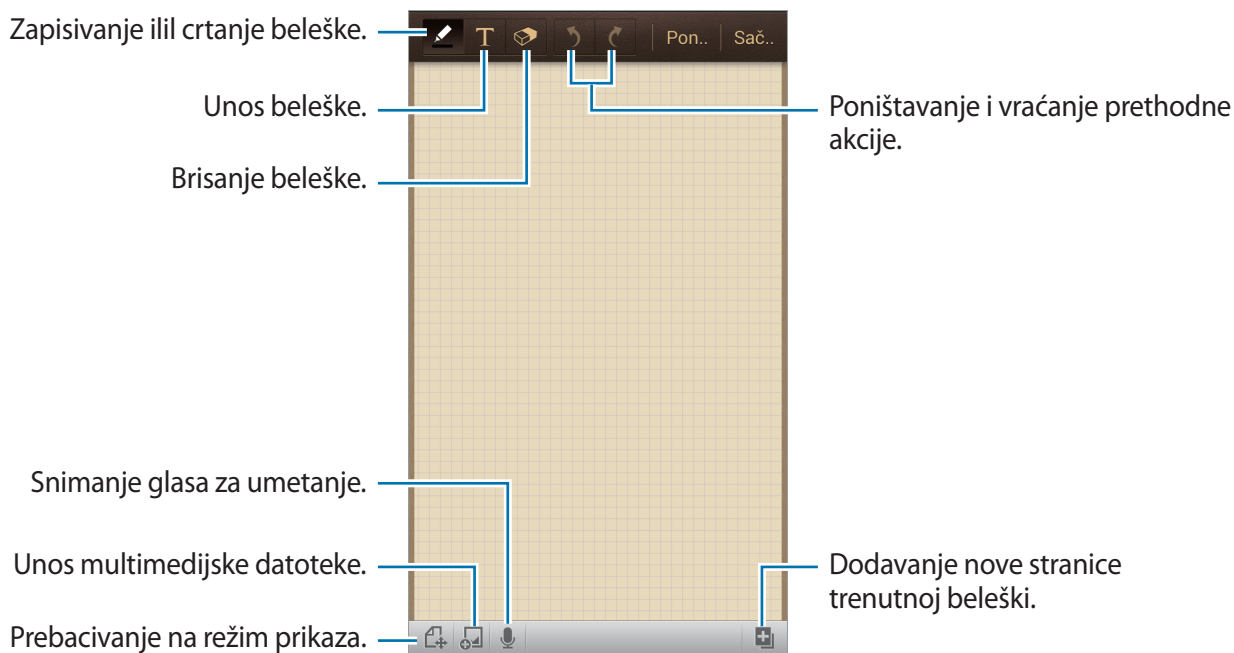 Zapisivanje ilil crtanje beleške.
T
Pon..
Sač..
Unos beleške.
Poništavanje i vraćanje prethodne
akcije.
Brisanje beleške.
Snimanje glasa za umetanje.
Unos multimedijske datoteke.
Dodavanje nove stranice
trenutnoj beleški.
Prebacivanje na režim prikaza.